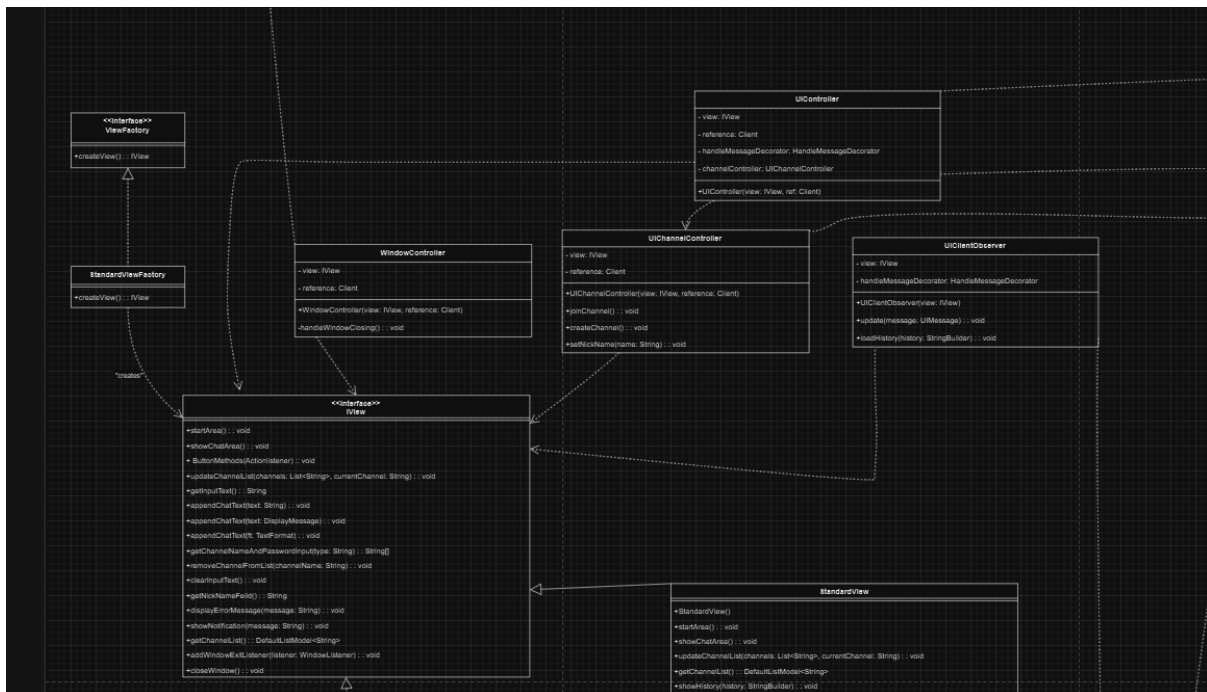 <<Interface>>
ViewFactory
+createView() : : IView
StandardViewFactory
+createView() : : IView
"creates"
UIController
- view: IView
- reference: Client
- handleMessageDecorator: HandleMessageDecorator
- channelController: UIChannelController
+UIController(view: IView, ref: Client)
WindowController
- view: IView
- reference: Client
+WindowController(view: IView, reference: Client)
-handleWindowClosing() : : void
UIChannelController
- view: IView
- reference: Client
+UIChannelController(view: IView, reference: Client)
+joinChannel() : : void
+createChannel() : : void
+setNickName(name: String) : : void
UIClientObserver
- view: IView
- handleMessageDecorator: HandleMessageDecorator
+UIClientObserver(view: IView)
+update(message: UIMessage) : : void
+loadHistory(history: StringBuilder) : : void
<<Interface>>
IView
+startArea() : : void
+showChatArea() : : void
+ ButtonMethods(Actionlistener) :: void
+updateChannelList(channels: List<String>, currentChannel: String) : : void
+getInputText() : : String
+appendChatText(text: String) : : void
+appendChatText(text: DisplayMessage) : : void
+appendChatText(ft: TextFormat) : : void
+getChannelNameAndPasswordInput(type: String) : : String[]
+removeChannelFromList(channelName: String) : : void
+clearInputText() : : void
+getNickNameFeild() : : String
+displayErrorMessage(message: String) : : void
+showNotification(message: String) : : void
+getChannelList() : : DefaultListModel<String>
+addWindowExitListener(listener: WindowListener) : : void
+closeWindow() : : void
StandardView
+StandardView()
+startArea() : : void
+showChatArea() : : void
+updateChannelList(channels: List<String>, currentChannel: String) : : void
+getChannelList() : : DefaultListModel<String>
+showHistory(history: StringBuilder) : : void